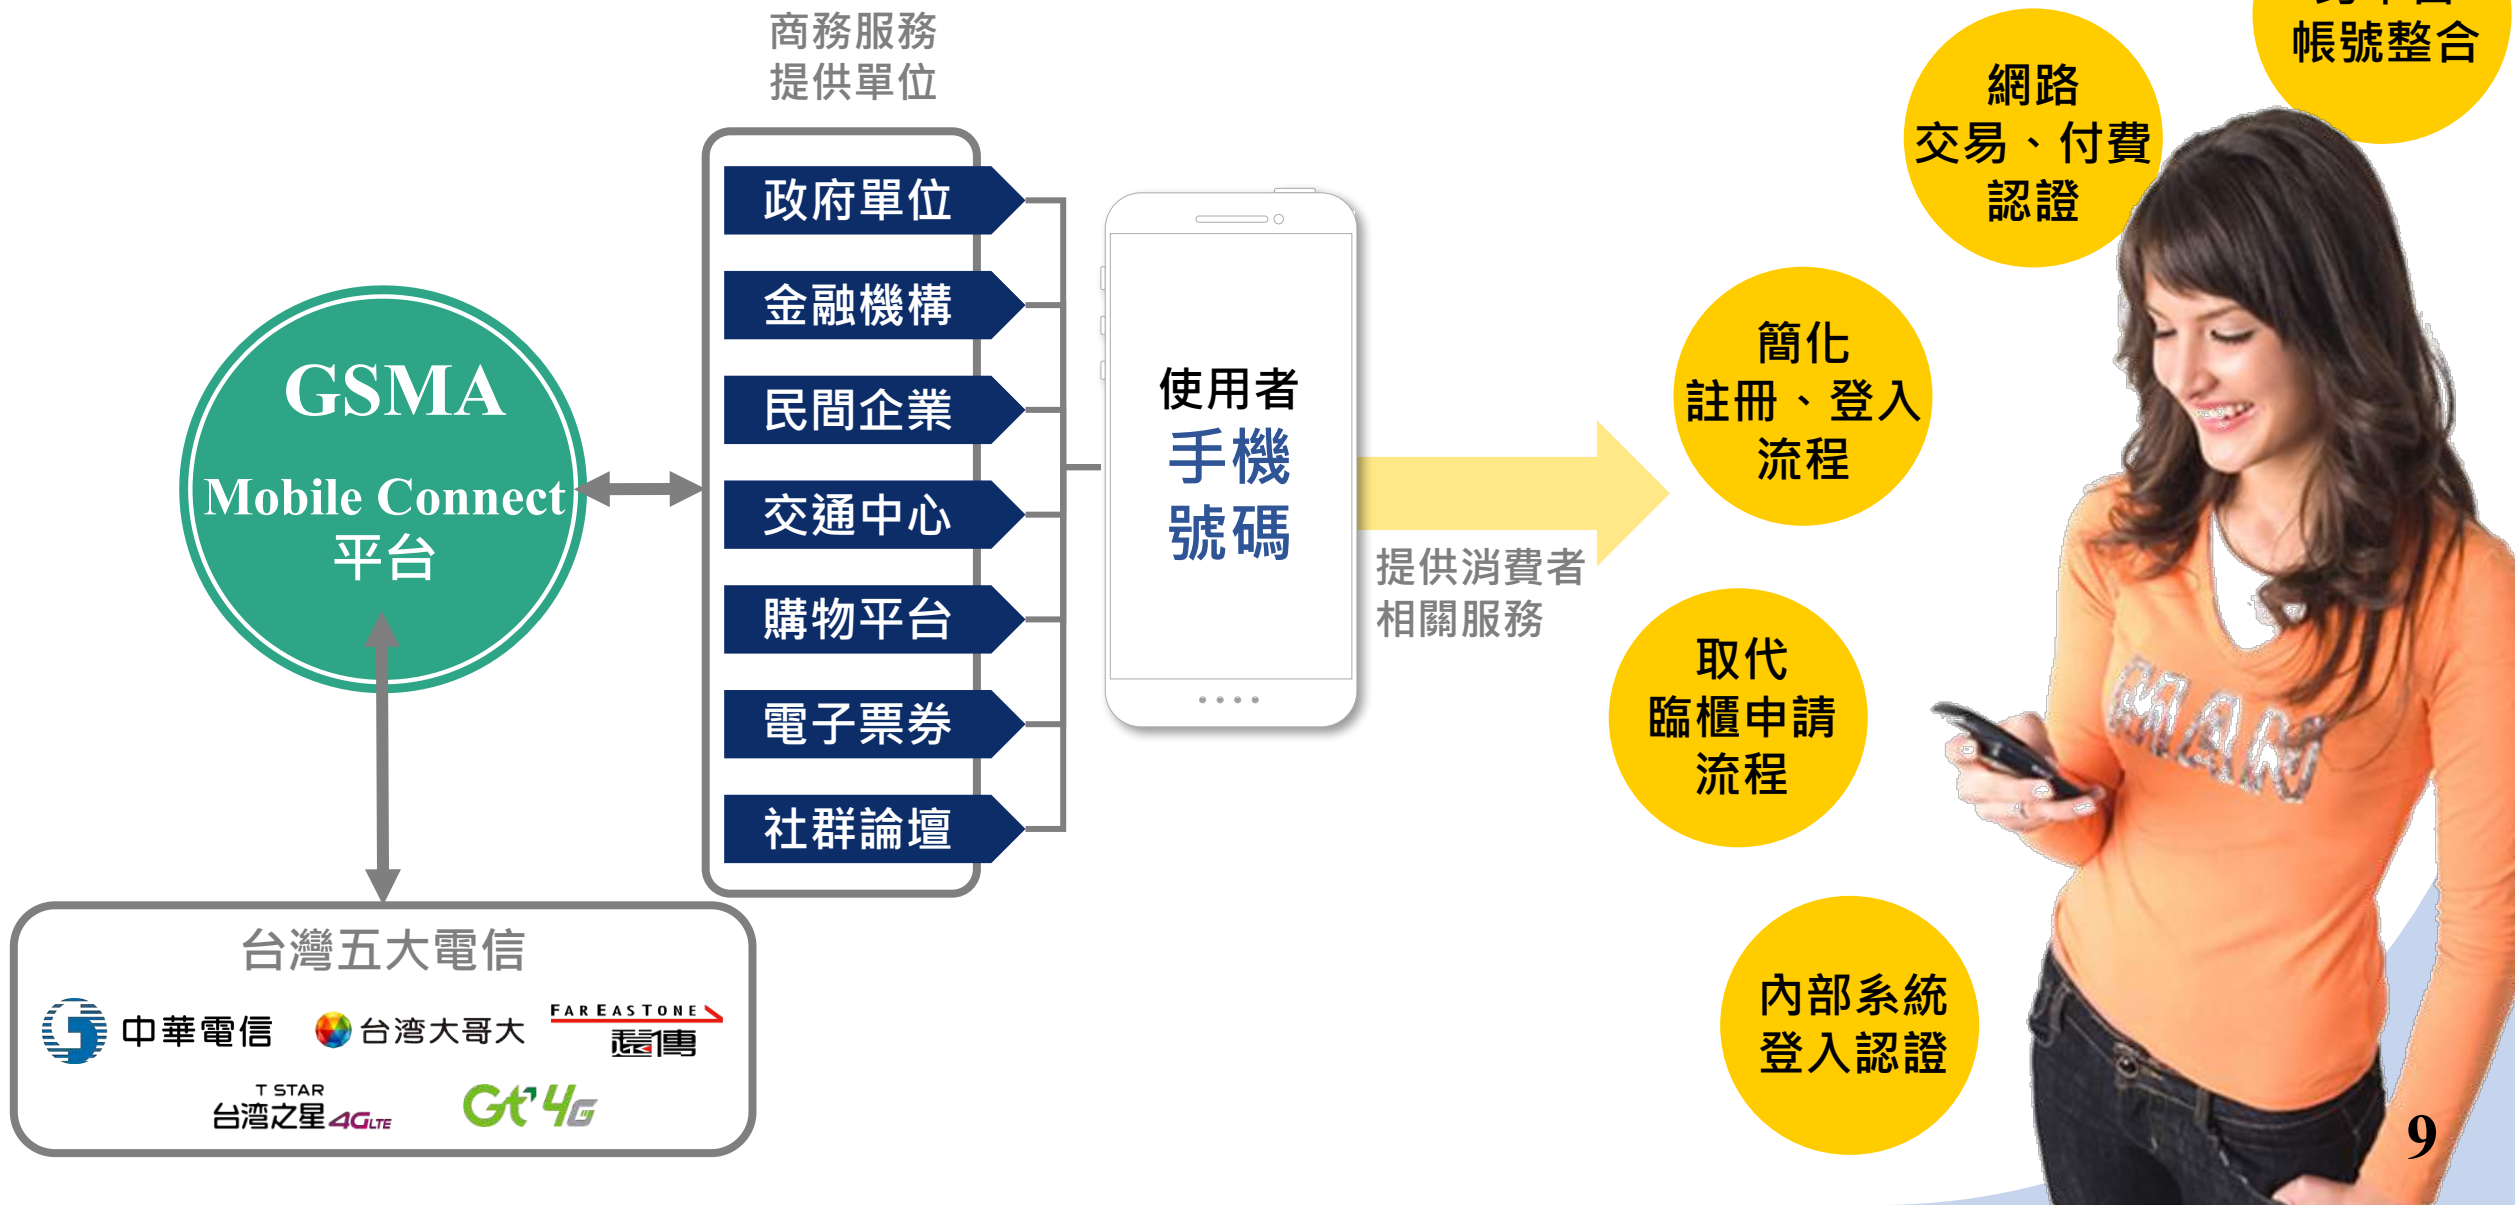 商務服務
提供單位
政府單位
金融機構
民間企業
交通中心
購物平台
電子票券
社群論壇
GSMA
Mobile Connect
平台
台灣五大電信
中華電信
台湾大哥大
FAREASTONE
遠傳
T STAR
台湾之星 4G LTE
Gt 4G
使用者
手機
號碼
提供消費者
相關服務
帳號整合
網路
交易、付費
認證
簡化
註冊、登入
流程
取代
臨櫃申請
流程
內部系統
登入認證
MAN
9